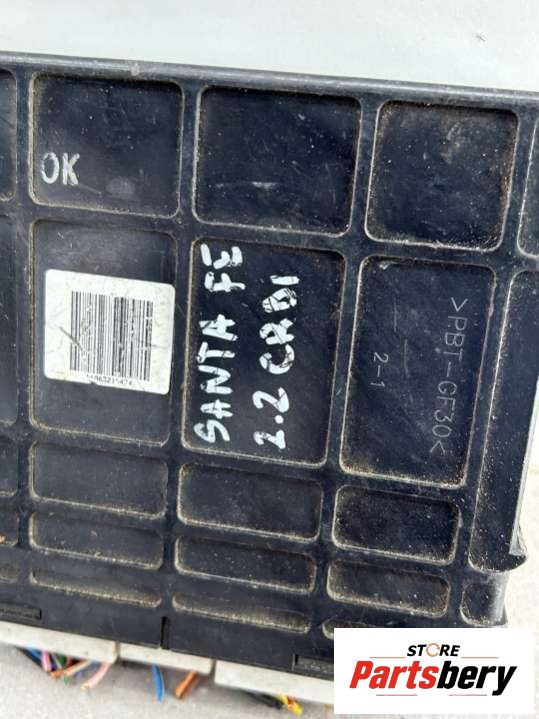 OK
SANTA FE
2.2 CRDI
>PBT-GF30<
2-1
STORE
Partsbery